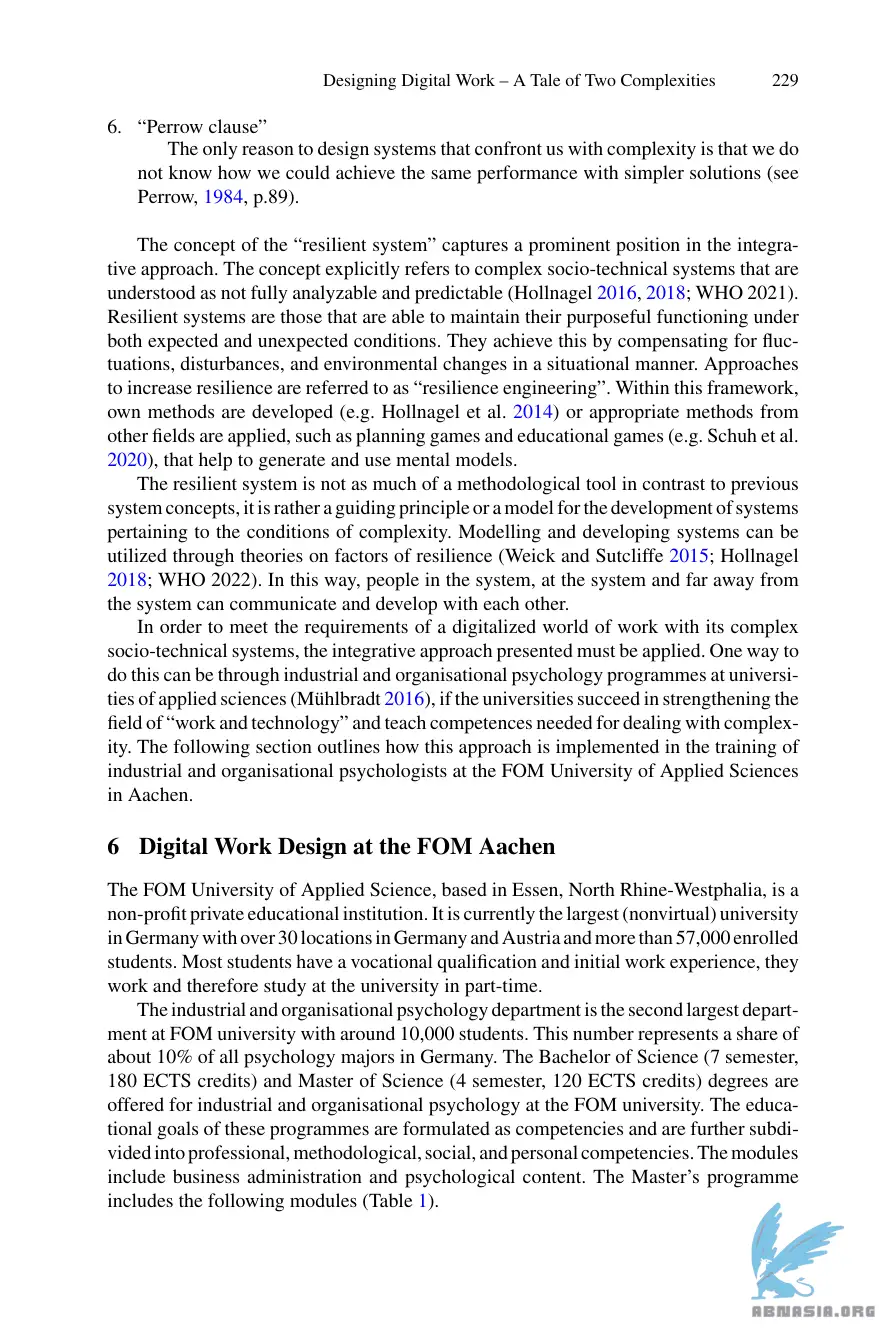 Designing Digital Work – A Tale of Two Complexities 229
6. “Perrow clause”
The only reason to design systems that confront us with complexity is that we do
not know how we could achieve the same performance with simpler solutions (see
Perrow, 1984, p.89).
The concept of the “resilient system” captures a prominent position in the integra-
tive approach. The concept explicitly refers to complex socio-technical systems that are
understood as not fully analyzable and predictable (Hollnagel 2016, 2018; WHO 2021).
Resilient systems are those that are able to maintain their purposeful functioning under
both expected and unexpected conditions. They achieve this by compensating for fluc-
tuations, disturbances, and environmental changes in a situational manner. Approaches
to increase resilience are referred to as “resilience engineering”. Within this framework,
own methods are developed (e.g. Hollnagel et al. 2014) or appropriate methods from
other fields are applied, such as planning games and educational games (e.g. Schuh et al.
2020), that help to generate and use mental models.
The resilient system is not as much of a methodological tool in contrast to previous
system concepts, it is rather a guiding principle or a model for the development of systems
pertaining to the conditions of complexity. Modelling and developing systems can be
utilized through theories on factors of resilience (Weick and Sutcliffe 2015; Hollnagel
2018; WHO 2022). In this way, people in the system, at the system and far away from
the system can communicate and develop with each other.
In order to meet the requirements of a digitalized world of work with its complex
socio-technical systems, the integrative approach presented must be applied. One way to
do this can be through industrial and organisational psychology programmes at universi-
ties of applied sciences (Mühlbradt 2016), if the universities succeed in strengthening the
field of “work and technology” and teach competences needed for dealing with complex-
ity. The following section outlines how this approach is implemented in the training of
industrial and organisational psychologists at the FOM University of Applied Sciences
in Aachen.
6 Digital Work Design at the FOM Aachen
The FOM University of Applied Science, based in Essen, North Rhine-Westphalia, is a
non-profit private educational institution. It is currently the largest (nonvirtual) university
in Germany with over 30 locations in Germany and Austria and more than 57,000 enrolled
students. Most students have a vocational qualification and initial work experience, they
work and therefore study at the university in part-time.
The industrial and organisational psychology department is the second largest depart-
ment at FOM university with around 10,000 students. This number represents a share of
about 10% of all psychology majors in Germany. The Bachelor of Science (7 semester,
180 ECTS credits) and Master of Science (4 semester, 120 ECTS credits) degrees are
offered for industrial and organisational psychology at the FOM university. The educa-
tional goals of these programmes are formulated as competencies and are further subdi-
vided into professional, methodological, social, and personal competencies. The modules
include business administration and psychological content. The Master’s programme
includes the following modules (Table 1).
ABNASIA.ORG